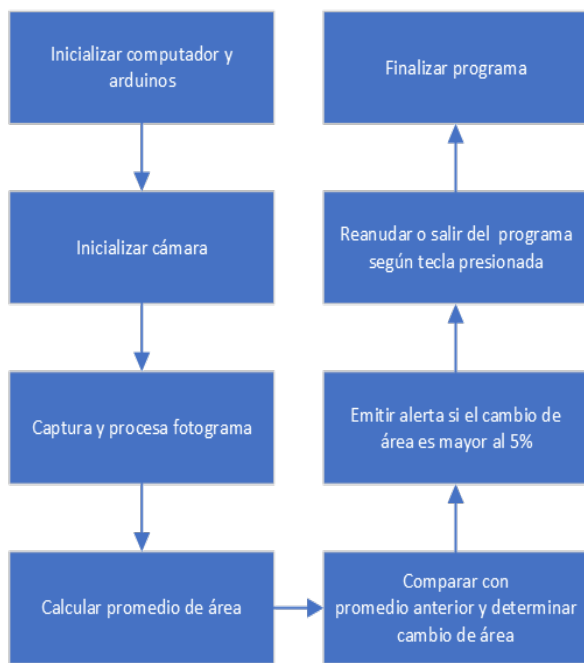 Inicializar computador y
arduinos
Inicializar cámara
Captura y procesa fotograma
Calcular promedio de área
Comparar con
promedio anterior y determinar
cambio de área
Emitir alerta si el cambio de
área es mayor al 5%
Reanudar o salir del programa
según tecla presionada
Finalizar programa